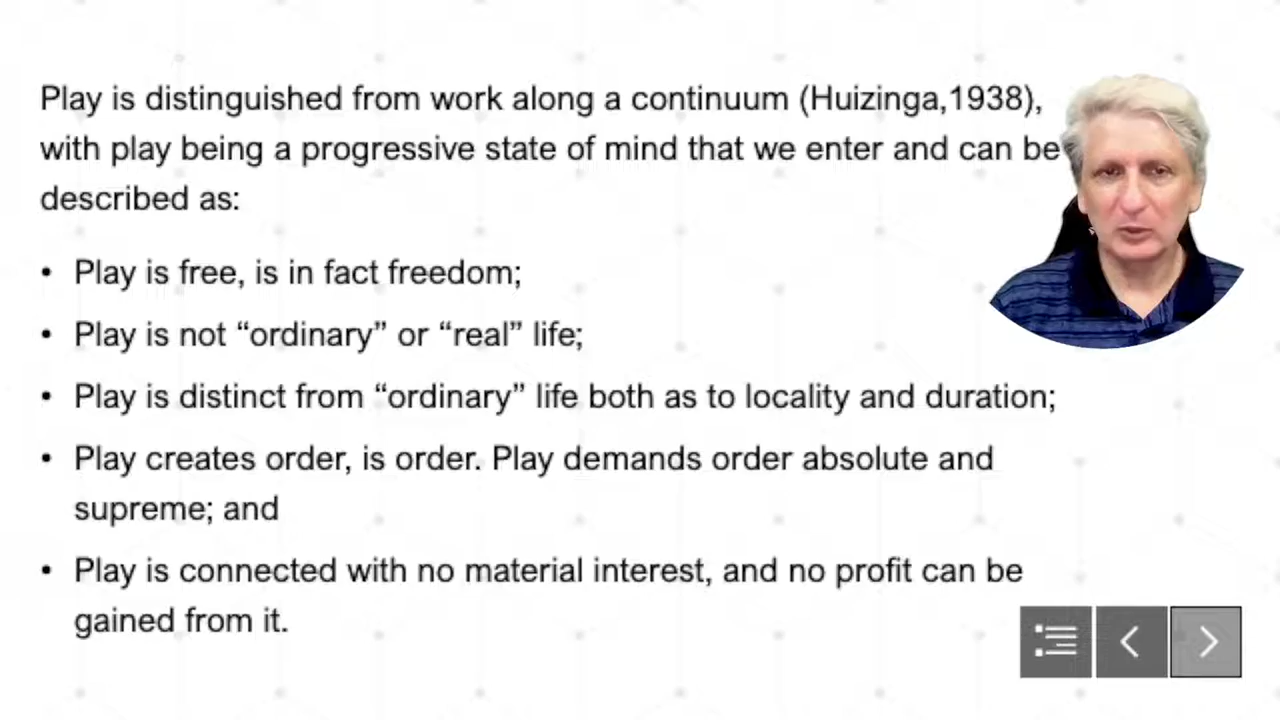 Play is distinguished from work along a continuum (Huizinga,1938),
with play being a progressive state of mind that we enter and can be
described as:
• Play is free, is in fact freedom;
• Play is not “ordinary” or “real” life;
• Play is distinct from “ordinary” life both as to locality and duration;
• Play creates order, is order. Play demands order absolute and
supreme; and
• Play is connected with no material interest, and no profit can be
gained from it.